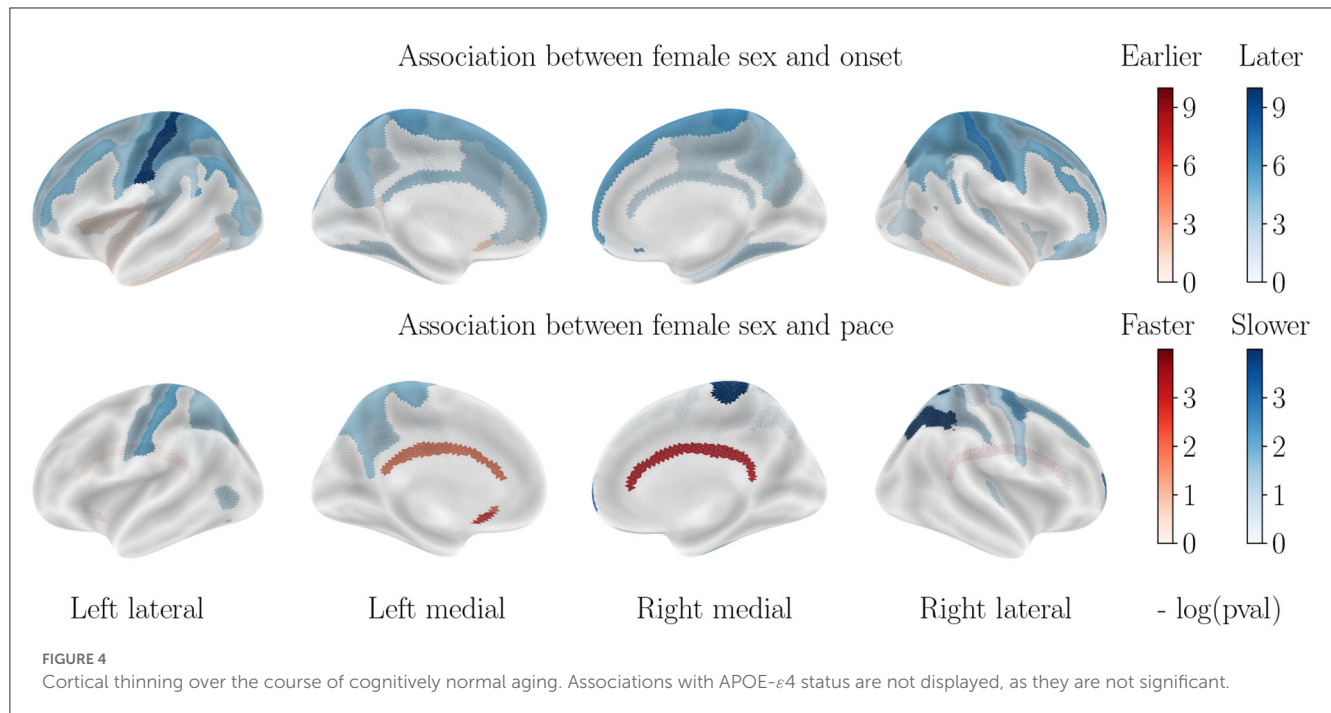 Association between female sex and onset
Earlier Later
9 9
6 6
3 3
0 0
Association between female sex and pace
Faster Slower
3 3
2 2
1 1
0 0
Left lateral Left medial Right medial Right lateral - log(pval)
FIGURE 4
Cortical thinning over the course of cognitively normal aging. Associations with APOE-ε4 status are not displayed, as they are not significant.